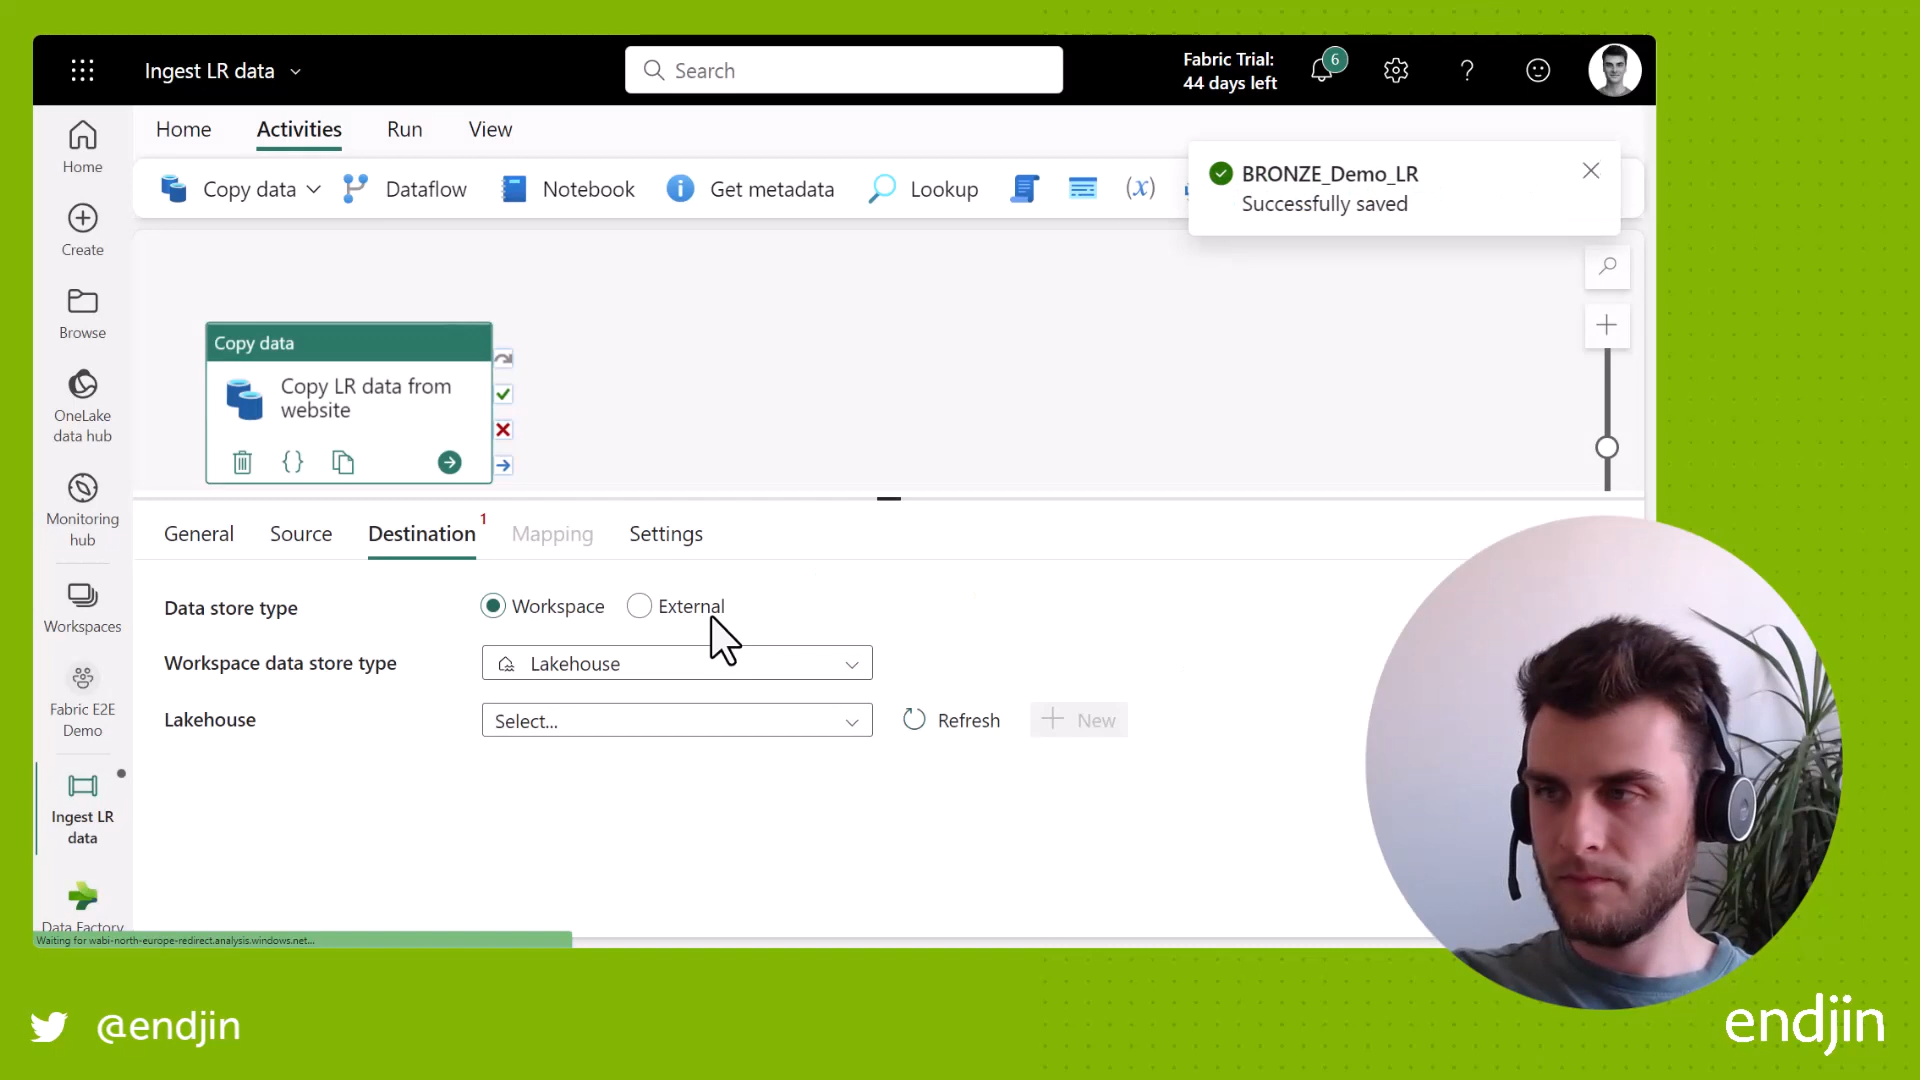 Ingest LR data
Search
Fabric Trial:
44 days left
6
Home
Activities
Run
View
Copy data
Dataflow
Notebook
Get metadata
Lookup
(x)
BRONZE_Demo_LR
Successfully saved
Home
Create
Browse
OneLake
data hub
Monitoring
hub
Workspaces
Fabric E2E
Demo
Ingest LR
data
Data Factory
Copy data
Copy LR data from
website
General
Source
Destination
1
Mapping
Settings
Data store type
Workspace
External
Workspace data store type
Lakehouse
Lakehouse
Select...
Refresh
New
Waiting for wabi-north-europe-redirect.analysis.windows.net...
@endjin
endjin